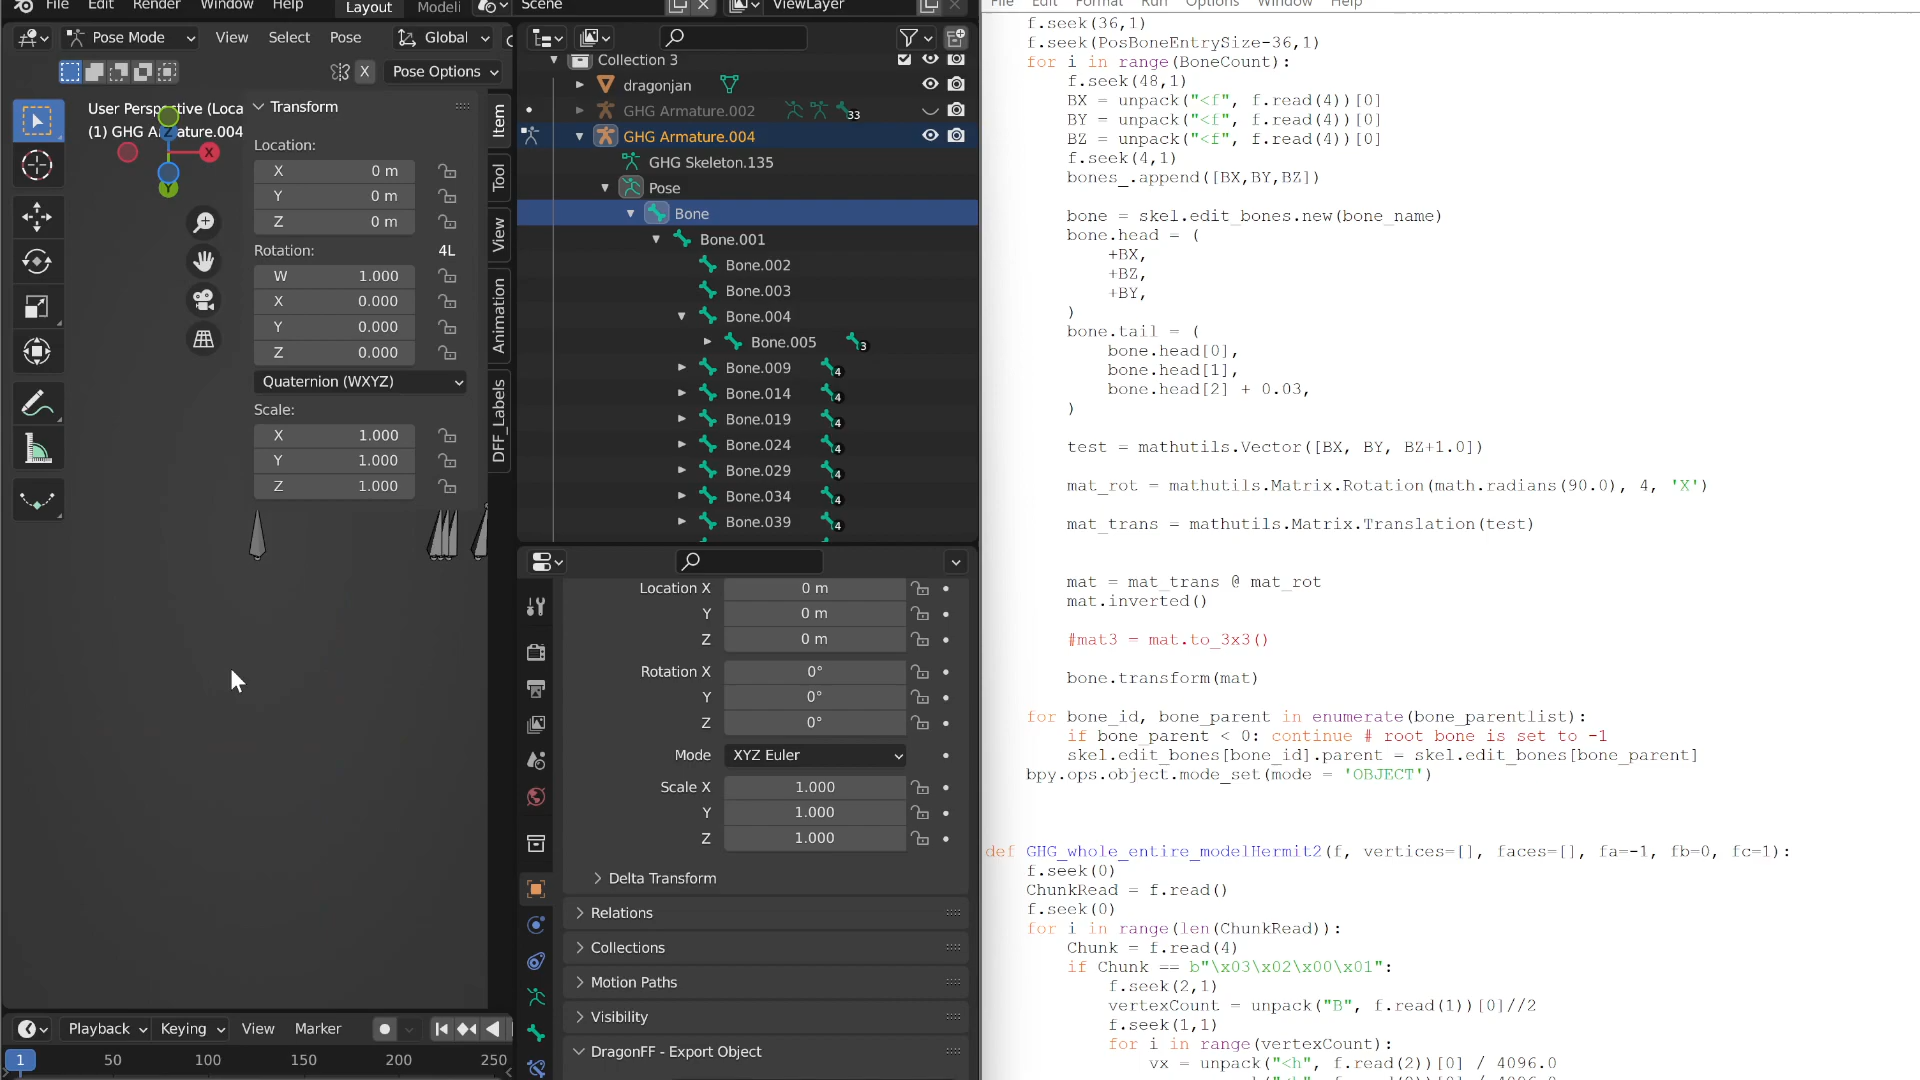 File Edit Render Window Help Layout Modeli Scene ViewLayer
Pose Mode View Select Pose Global
X Pose Options
User Perspective (Loca
(1) GHG Armature.004
Z
X
Y
Transform
Location:
X 0 m
Y 0 m
Z 0 m
Rotation: 4L
W 1.000
X 0.000
Y 0.000
Z 0.000
Quaternion (WXYZ)
Scale:
X 1.000
Y 1.000
Z 1.000
Item
Tool
View
Animation
DFF_Labels
Playback Keying View Marker
1 50 100 150 200 250
Collection 3
dragonjan
GHG Armature.002 33
GHG Armature.004
GHG Skeleton.135
Pose
Bone
Bone.001
Bone.002
Bone.003
Bone.004
Bone.005 3
Bone.009 4
Bone.014 4
Bone.019 4
Bone.024 4
Bone.029 4
Bone.034 4
Bone.039 4
Location X 0 m
Y 0 m
Z 0 m
Rotation X 0°
Y 0°
Z 0°
Mode XYZ Euler
Scale X 1.000
Y 1.000
Z 1.000
Delta Transform
Relations
Collections
Motion Paths
Visibility
DragonFF - Export Object
File Edit Format Run Options Window Help
f.seek(36,1)
f.seek(PosBoneEntrySize-36,1)
for i in range(BoneCount):
f.seek(48,1)
BX = unpack("<f", f.read(4))[0]
BY = unpack("<f", f.read(4))[0]
BZ = unpack("<f", f.read(4))[0]
f.seek(4,1)
bones_.append([BX,BY,BZ])
bone = skel.edit_bones.new(bone_name)
bone.head = (
+BX,
+BZ,
+BY,
)
bone.tail = (
bone.head[0],
bone.head[1],
bone.head[2] + 0.03,
)
test = mathutils.Vector([BX, BY, BZ+1.0])
mat_rot = mathutils.Matrix.Rotation(math.radians(90.0), 4, 'X')
mat_trans = mathutils.Matrix.Translation(test)
mat = mat_trans @ mat_rot
mat.inverted()
#mat3 = mat.to_3x3()
bone.transform(mat)
for bone_id, bone_parent in enumerate(bone_parentlist):
if bone_parent < 0: continue # root bone is set to -1
skel.edit_bones[bone_id].parent = skel.edit_bones[bone_parent]
bpy.ops.object.mode_set(mode = 'OBJECT')
def GHG_whole_entire_modelHermit2(f, vertices=[], faces=[], fa=-1, fb=0, fc=1):
f.seek(0)
ChunkRead = f.read()
f.seek(0)
for i in range(len(ChunkRead)):
Chunk = f.read(4)
if Chunk == b"\x03\x02\x00\x01":
f.seek(2,1)
vertexCount = unpack("B", f.read(1))[0]//2
f.seek(1,1)
for i in range(vertexCount):
vx = unpack("<h", f.read(2))[0] / 4096.0